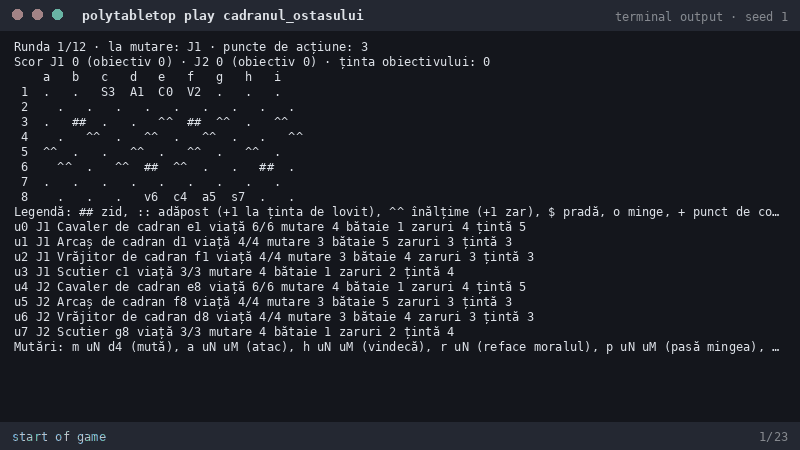 polytabletop play cadranul_ostasului
terminal output · seed 1
Runda 1/12 · la mutare: J1 · puncte de acțiune: 3
Scor J1 0 (obiectiv 0) · J2 0 (obiectiv 0) · ținta obiectivului: 0
    a   b   c   d   e   f   g   h   i
 1  .   .   S3  A1  C0  V2  .   .   .
 2    .   .   .   .   .   .   .   .   .
 3  .   ##  .   .   ^^  ##  ^^  .   ^^
 4    .   ^^  .   ^^  .   ^^  .   .   ^^
 5  ^^  .   .   ^^  .   ^^  .   ^^  .
 6    ^^  .   ^^  ##  ^^  .   .   ##  .
 7  .   .   .   .   .   .   .   .   .
 8    .   .   .   v6  c4  a5  s7  .   .
Legendă: ## zid, :: adăpost (+1 la ținta de lovit), ^^ înălțime (+1 zar), $ pradă, o minge, + punct de co…
u0 J1 Cavaler de cadran e1 viață 6/6 mutare 4 bătaie 1 zaruri 4 țintă 5
u1 J1 Arcaș de cadran d1 viață 4/4 mutare 3 bătaie 5 zaruri 3 țintă 3
u2 J1 Vrăjitor de cadran f1 viață 4/4 mutare 3 bătaie 4 zaruri 3 țintă 3
u3 J1 Scutier c1 viață 3/3 mutare 4 bătaie 1 zaruri 2 țintă 4
u4 J2 Cavaler de cadran e8 viață 6/6 mutare 4 bătaie 1 zaruri 4 țintă 5
u5 J2 Arcaș de cadran f8 viață 4/4 mutare 3 bătaie 5 zaruri 3 țintă 3
u6 J2 Vrăjitor de cadran d8 viață 4/4 mutare 3 bătaie 4 zaruri 3 țintă 3
u7 J2 Scutier g8 viață 3/3 mutare 4 bătaie 1 zaruri 2 țintă 4
Mutări: m uN d4 (mută), a uN uM (atac), h uN uM (vindecă), r uN (reface moralul), p uN uM (pasă mingea), …
start of game
1/23